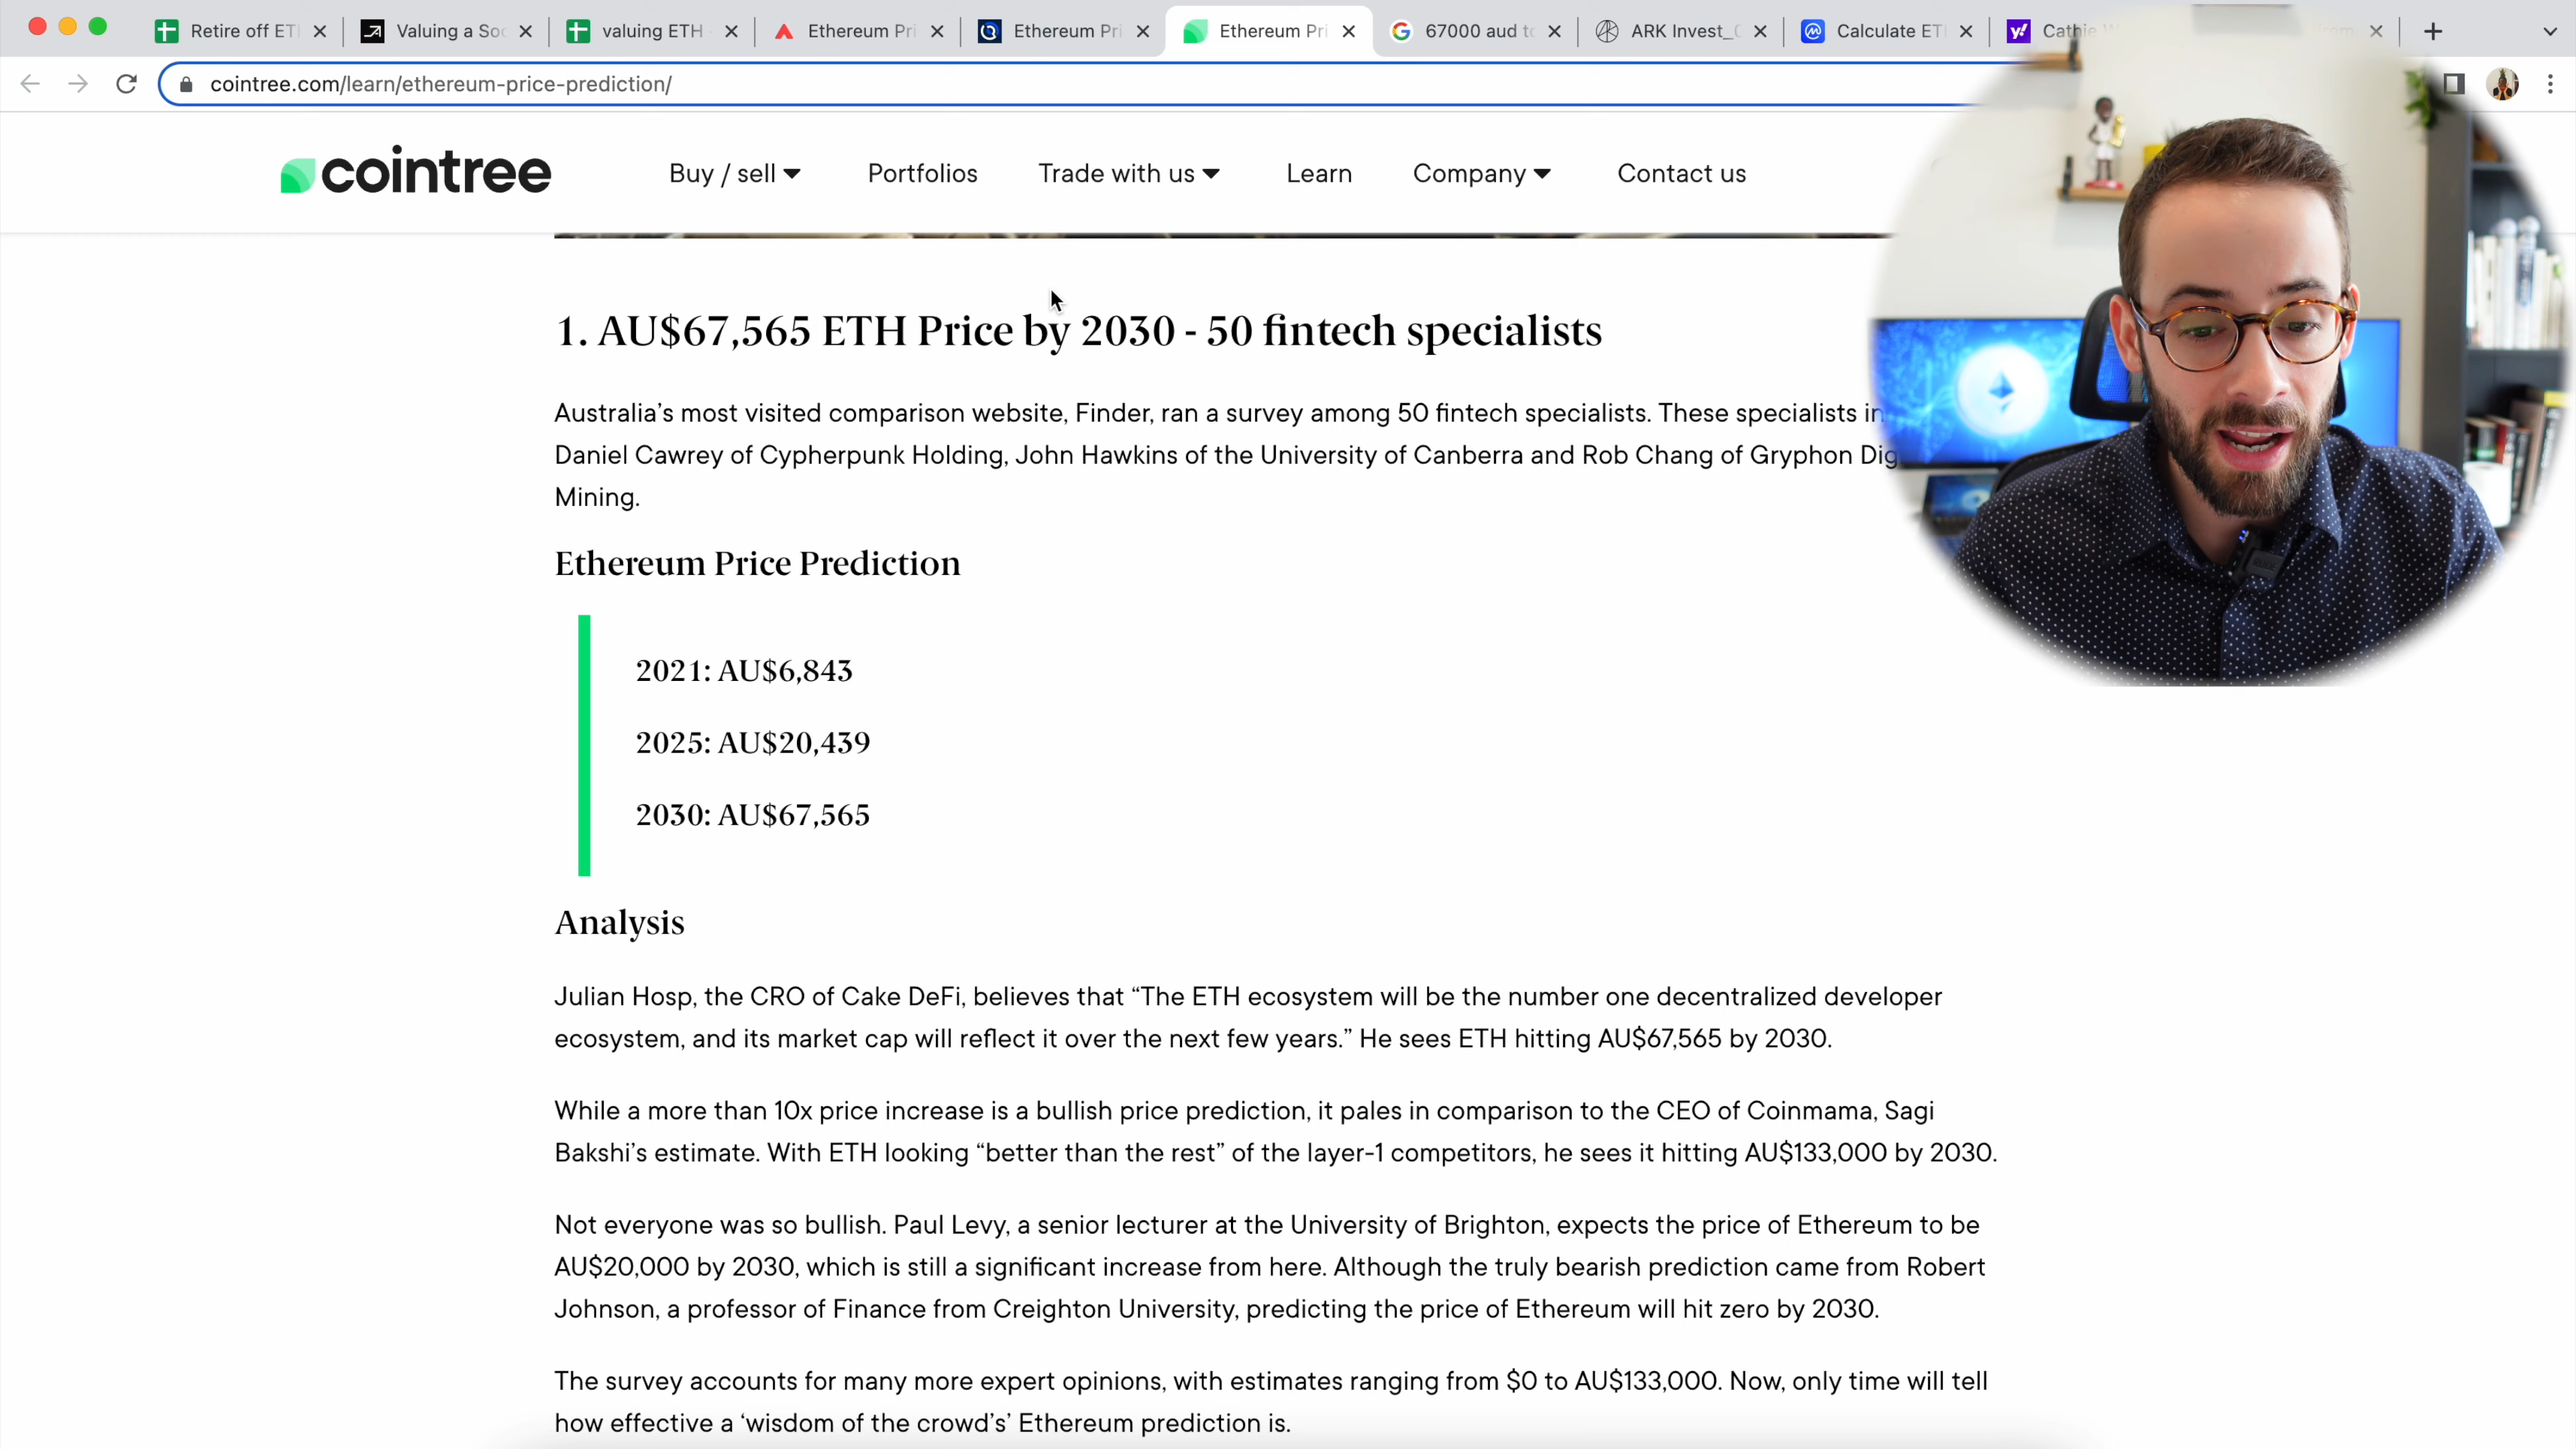 Retire off ET
Valuing a Soc
valuing ETH
Ethereum Pri
Ethereum Pri
Ethereum Pri
67000 aud to
ARK Invest_
Calculate ET
Cathie W
cointree.com/learn/ethereum-price-prediction/
cointree
Buy / sell
Portfolios
Trade with us
Learn
Company
Contact us
1. AU$67,565 ETH Price by 2030 - 50 fintech specialists
Australia's most visited comparison website, Finder, ran a survey among 50 fintech specialists. These specialists in
Daniel Cawrey of Cypherpunk Holding, John Hawkins of the University of Canberra and Rob Chang of Gryphon Dig
Mining.
Ethereum Price Prediction
2021: AU$6,843
2025: AU$20,439
2030: AU$67,565
Analysis
Julian Hosp, the CRO of Cake DeFi, believes that “The ETH ecosystem will be the number one decentralized developer
ecosystem, and its market cap will reflect it over the next few years.” He sees ETH hitting AU$67,565 by 2030.
While a more than 10x price increase is a bullish price prediction, it pales in comparison to the CEO of Coinmama, Sagi
Bakshi's estimate. With ETH looking “better than the rest” of the layer-1 competitors, he sees it hitting AU$133,000 by 2030.
Not everyone was so bullish. Paul Levy, a senior lecturer at the University of Brighton, expects the price of Ethereum to be
AU$20,000 by 2030, which is still a significant increase from here. Although the truly bearish prediction came from Robert
Johnson, a professor of Finance from Creighton University, predicting the price of Ethereum will hit zero by 2030.
The survey accounts for many more expert opinions, with estimates ranging from $0 to AU$133,000. Now, only time will tell
how effective a ‘wisdom of the crowd's’ Ethereum prediction is.